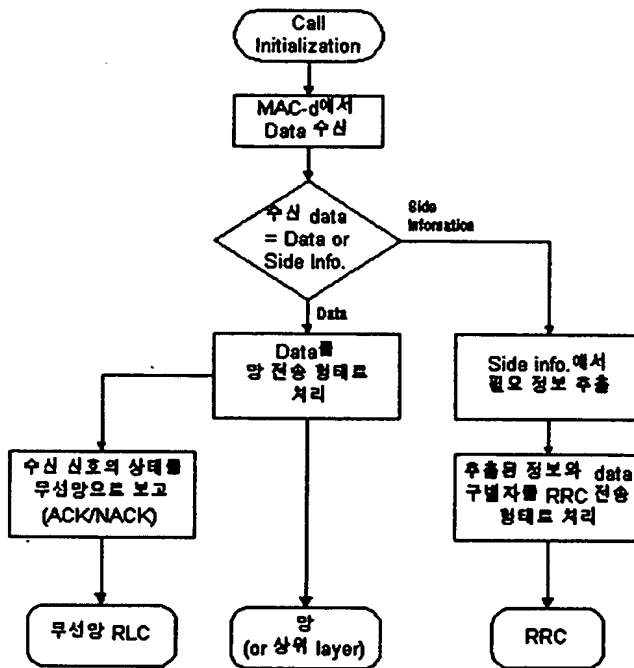 Call
Initialization
MAC-d에서
Data 수신
수신 data
= Data or
Side Info.
Side
Information
Data
Data를
망 전송 형태로
처리
Side info.에서
필요 정보 추출
수신 신호의 상태를
무선망으로 보고
(ACK/NACK)
추출된 정보와 data
구별자를 RRC 전송
형태로 처리
무선망 RLC
망
(or 상위 layer)
RRC